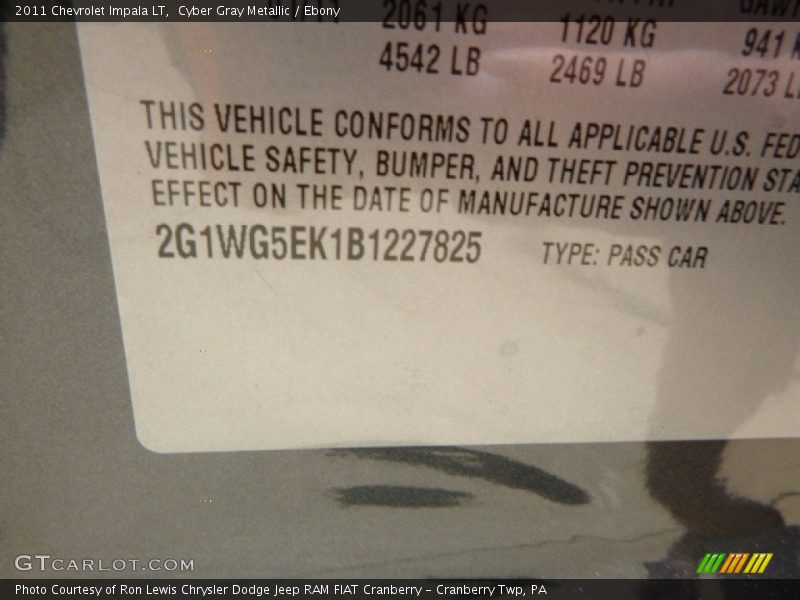 2011 Chevrolet Impala LT, Cyber Gray Metallic / Ebony
2061 KG 1120 KG 941
4542 LB 2469 LB 2073
THIS VEHICLE CONFORMS TO ALL APPLICABLE U.S. FED
VEHICLE SAFETY, BUMPER, AND THEFT PREVENTION STA
EFFECT ON THE DATE OF MANUFACTURE SHOWN ABOVE.
2G1WG5EK1B1227825 TYPE: PASS CAR
GTCARLOT.COM
Photo Courtesy of Ron Lewis Chrysler Dodge Jeep RAM FIAT Cranberry - Cranberry Twp, PA